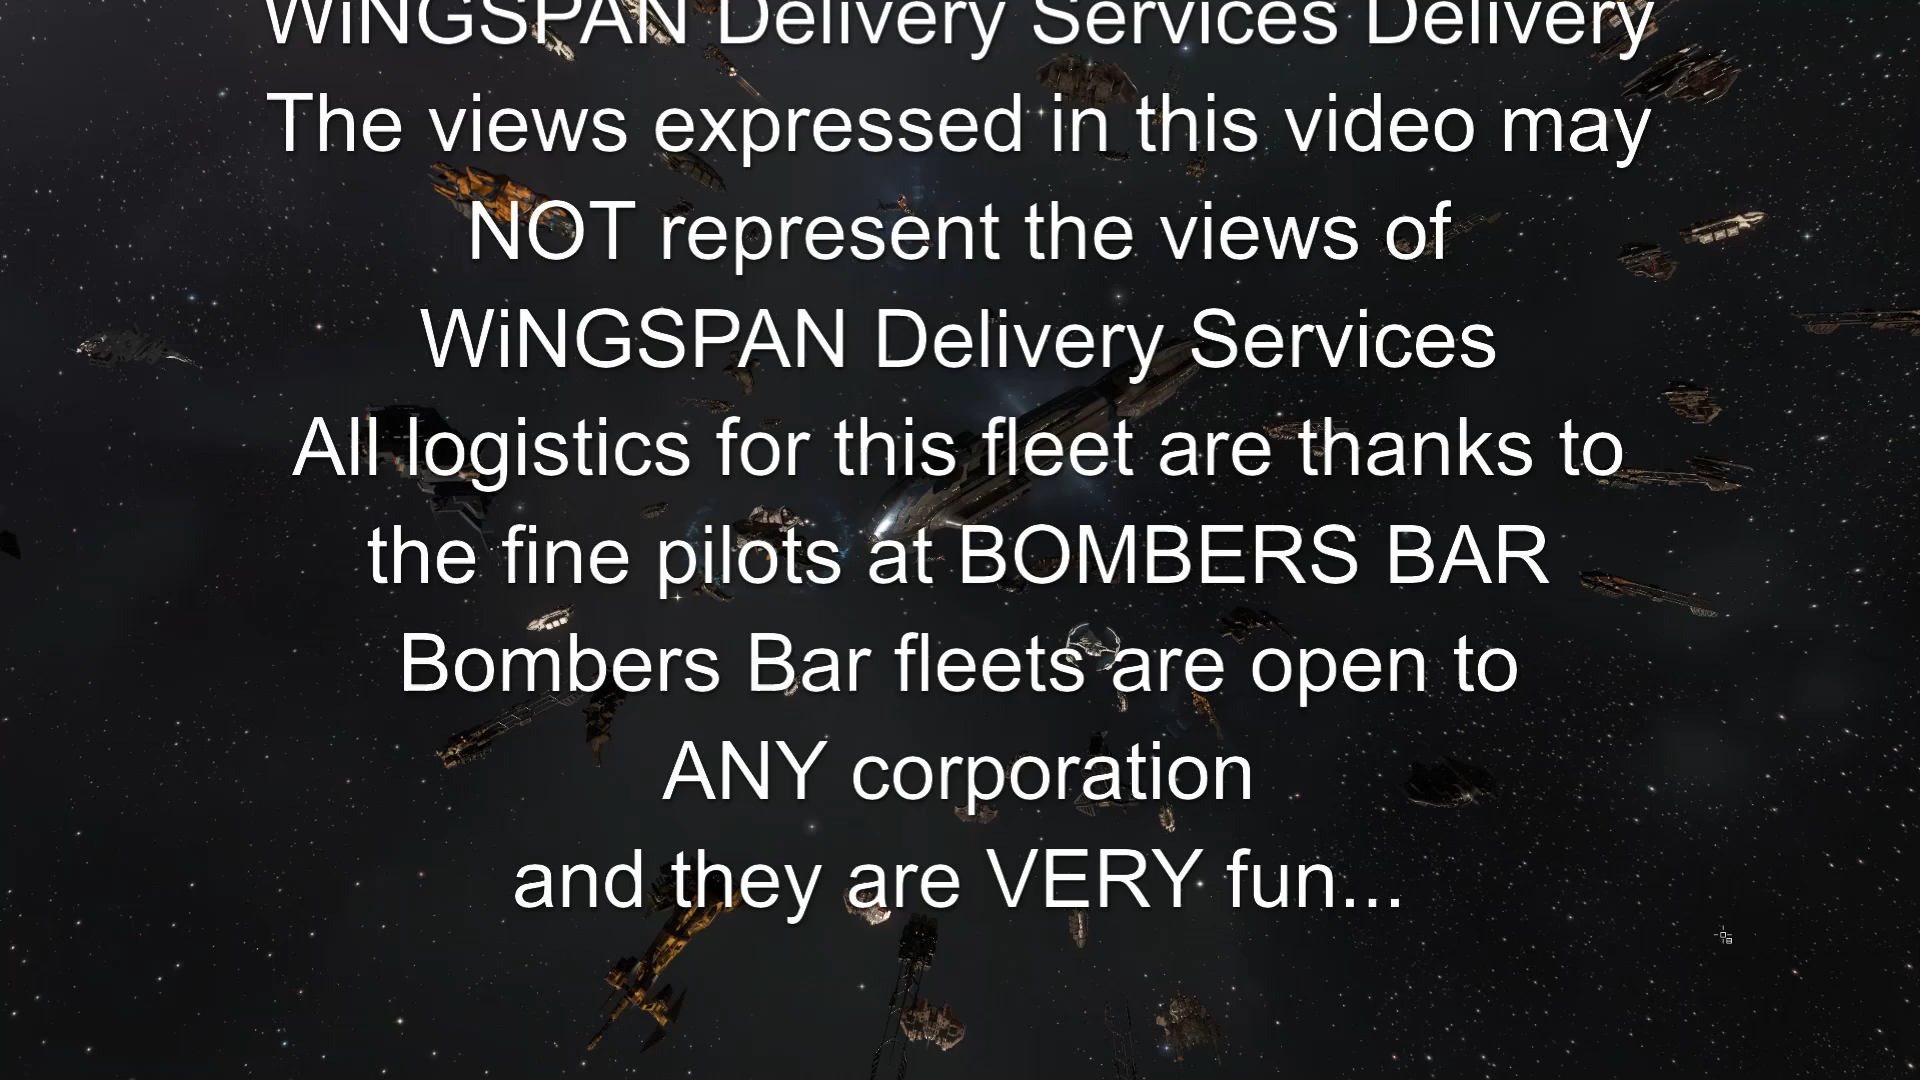 WiNGSPAN Delivery Services Delivery
The views expressed in this video may
NOT represent the views of
WiNGSPAN Delivery Services
All logistics for this fleet are thanks to
the fine pilots at BOMBERS BAR
Bombers Bar fleets are open to
ANY corporation
and they are VERY fun...